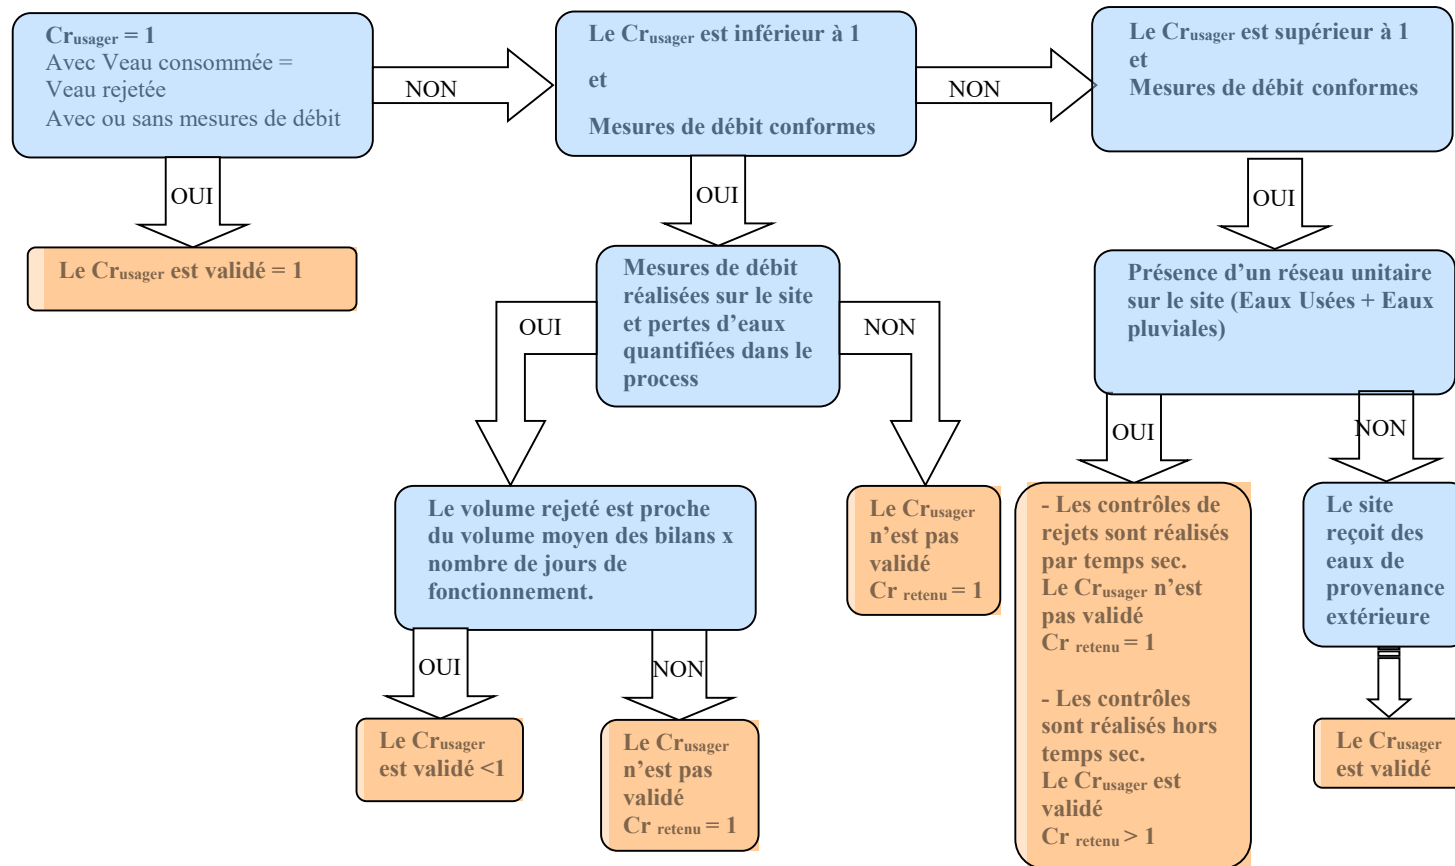 Crusager = 1
Avec Veau consommée =
Veau rejetée
Avec ou sans mesures de débit
NON
Le Crusager est inférieur à 1
et
Mesures de débit conformes
NON
Le Crusager est supérieur à 1
et
Mesures de débit conformes
OUI
OUI
OUI
Le Crusager est validé = 1
Mesures de débit
réalisées sur le site
et pertes d’eaux
quantifiées dans le
process
Présence d’un réseau unitaire
sur le site (Eaux Usées + Eaux
pluviales)
OUI
NON
OUI
NON
Le volume rejeté est proche
du volume moyen des bilans x
nombre de jours de
fonctionnement.
Le Crusager
n’est pas
validé
Cr retenu = 1
- Les contrôles de
rejets sont réalisés
par temps sec.
Le Crusager n’est
pas validé
Cr retenu = 1
- Les contrôles
sont réalisés hors
temps sec.
Le Crusager est
validé
Cr retenu > 1
Le site
reçoit des
eaux de
provenance
extérieure
OUI
NON
Le Crusager
est validé <1
Le Crusager
n’est pas
validé
Cr retenu = 1
Le Crusager
est validé